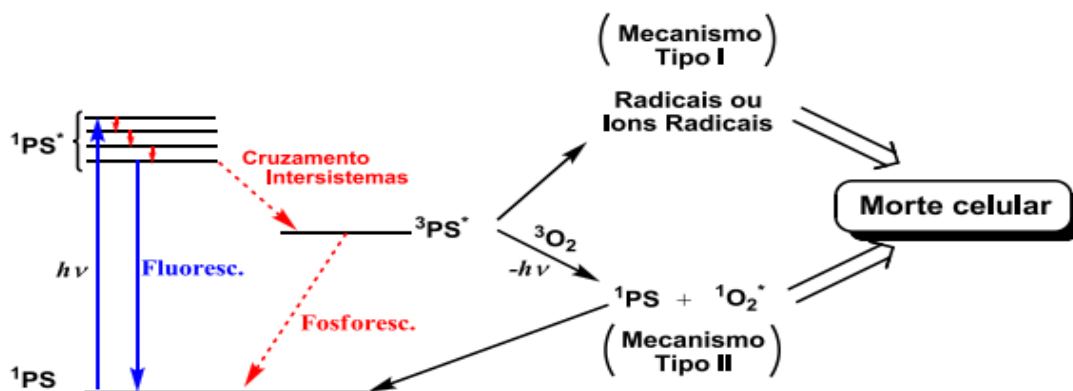 (Mecanismo
Tipo I)
Radicais ou
Ions Radicais
¹PS*
Cruzamento
Intersistemas
³PS*
Morte celular
³O₂
hν
Fluoresc.
-hν
¹PS + ¹O₂*
Fosforesc.
(Mecanismo
Tipo II)
¹PS